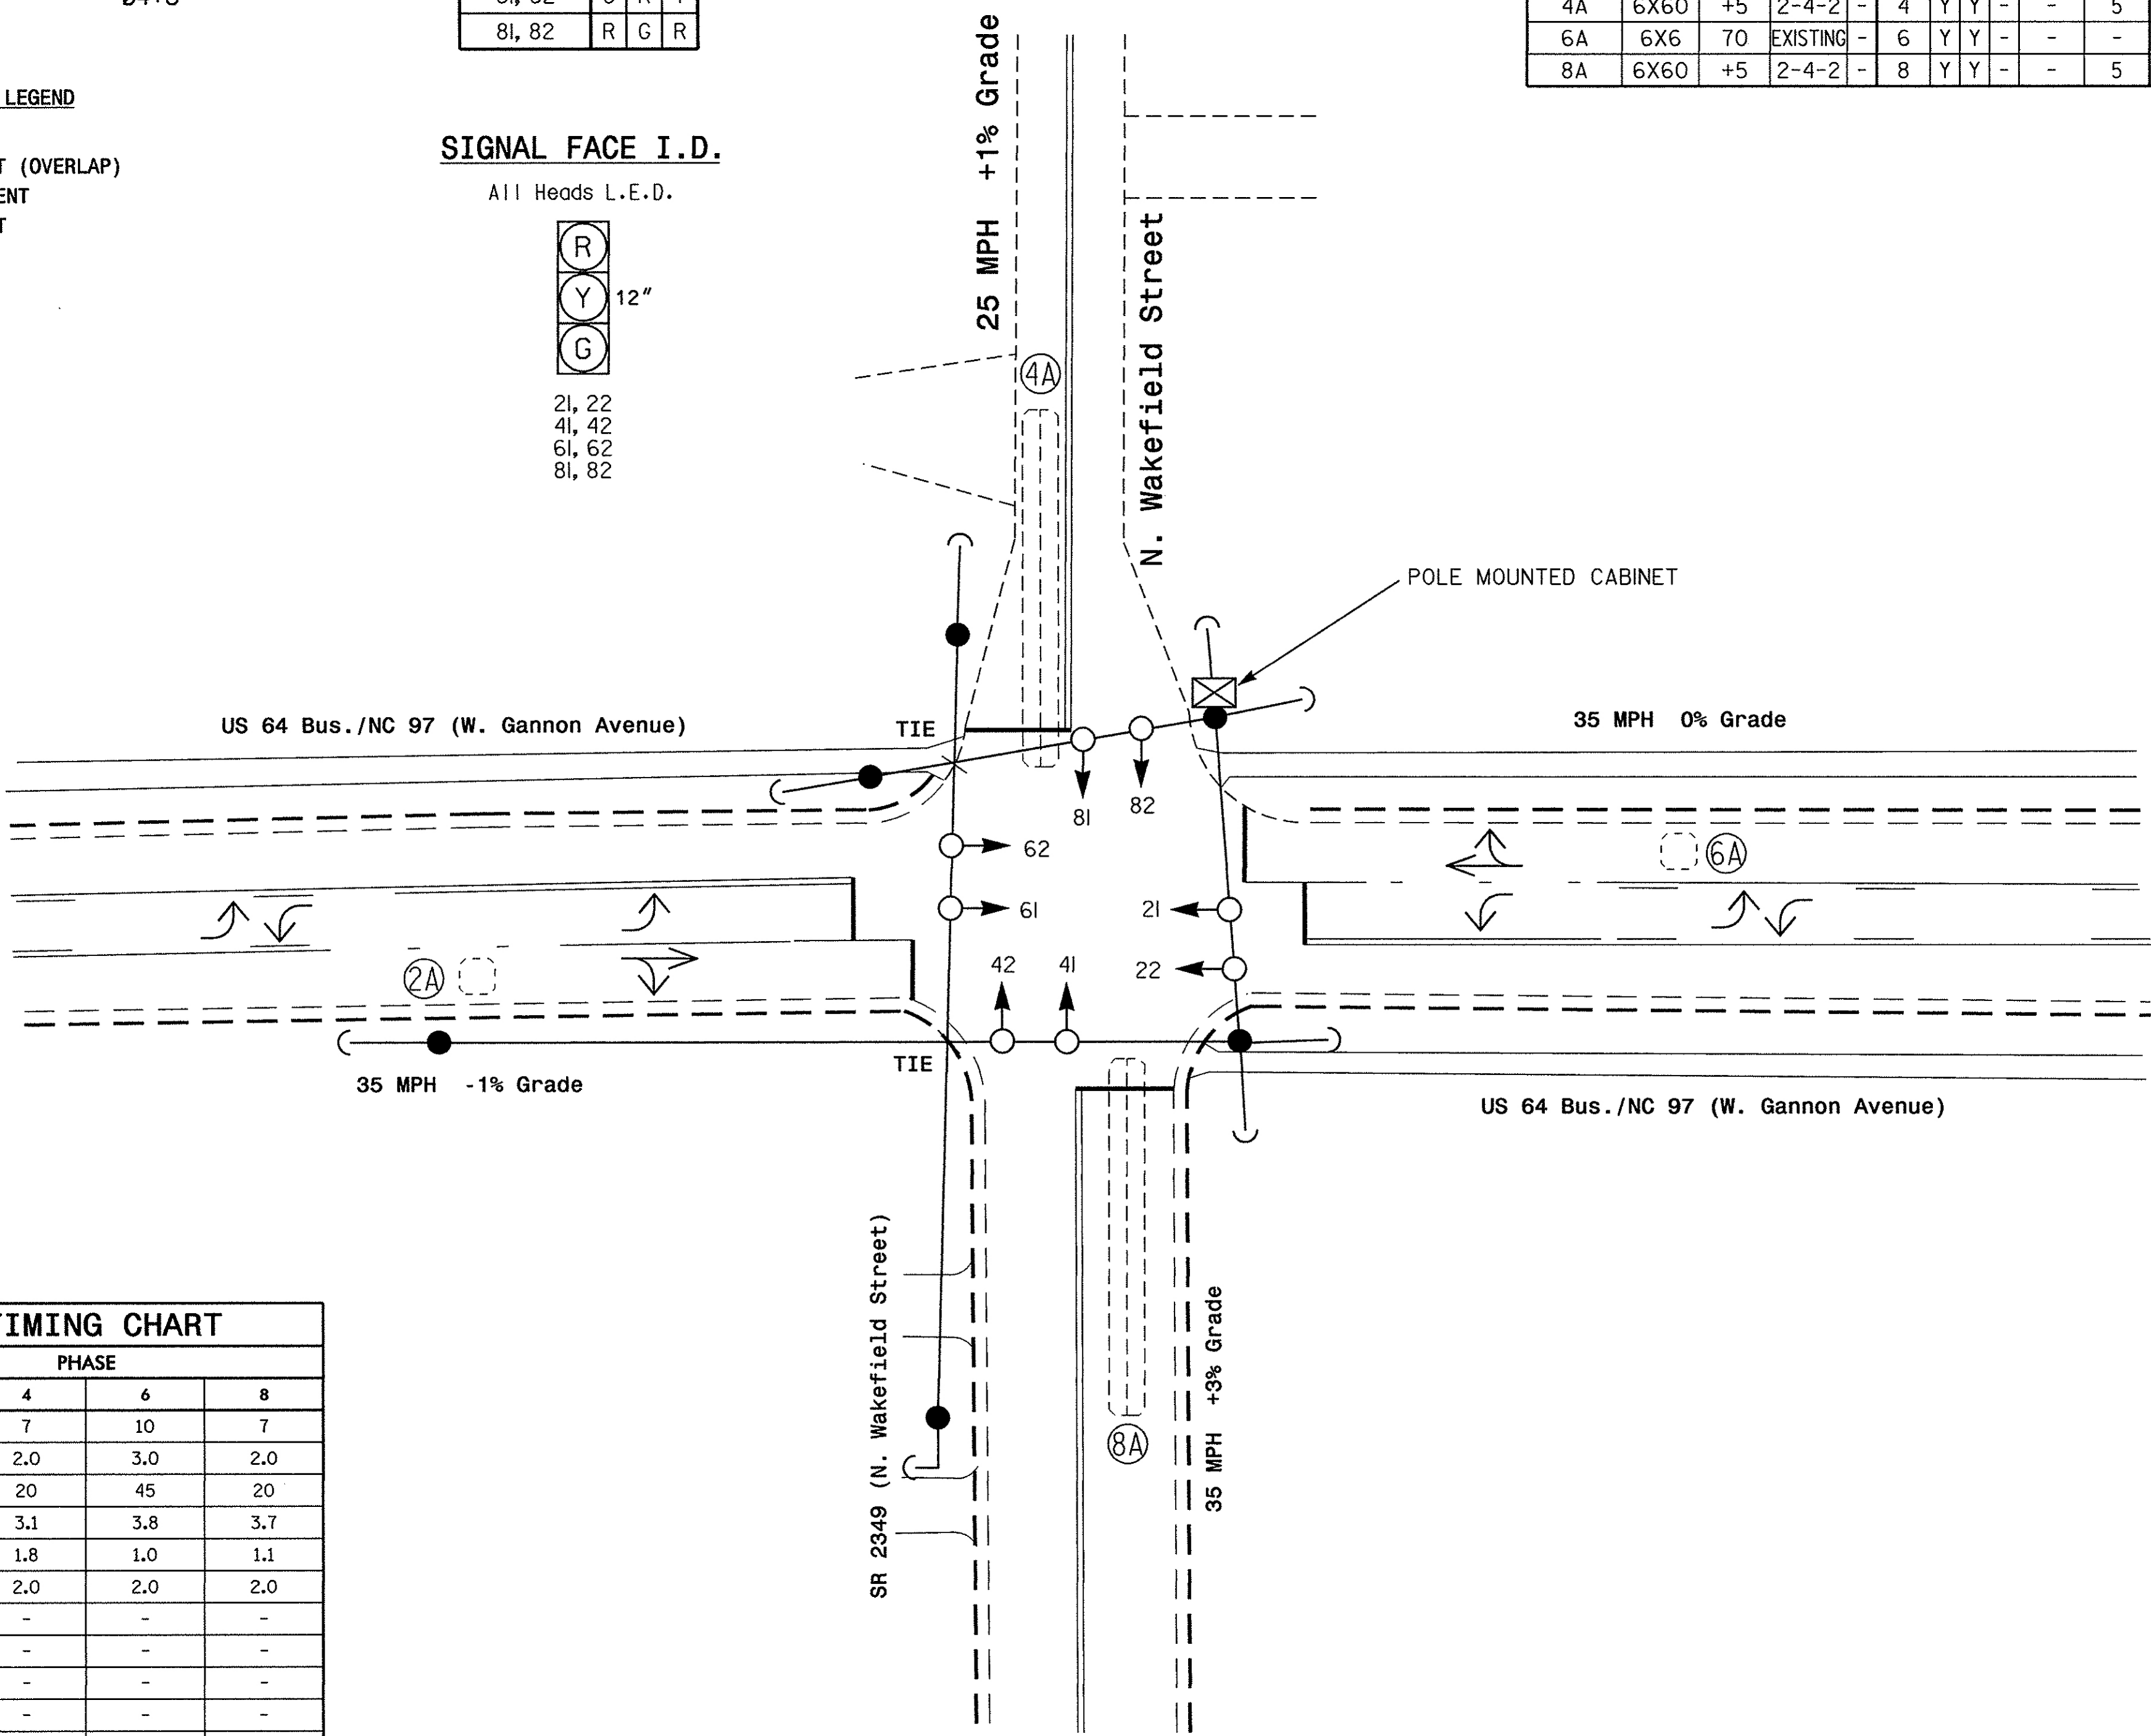 81, 82 R G R
4A 6X60 +5 2-4-2 - 4 Y Y - - 5
6A 6X6 70 EXISTING - 6 Y Y - - -
8A 6X60 +5 2-4-2 - 8 Y Y - - 5
LEGEND
(OVERLAP)
SIGNAL FACE I.D.
All Heads L.E.D.
R
Y 12"
G
21, 22
41, 42
61, 62
81, 82
25 MPH +1% Grade
N. Wakefield Street
4A
POLE MOUNTED CABINET
US 64 Bus./NC 97 (W. Gannon Avenue)
TIE
35 MPH 0% Grade
81
82
62
6A
61
21
2A
42
41
22
TIE
35 MPH -1% Grade
US 64 Bus./NC 97 (W. Gannon Avenue)
SR 2349 (N. Wakefield Street)
35 MPH +3% Grade
8A
TIMING CHART
PHASE
4 6 8
7 10 7
2.0 3.0 2.0
20 45 20
3.1 3.8 3.7
1.8 1.0 1.1
2.0 2.0 2.0
- - -
- - -
- - -
- - -